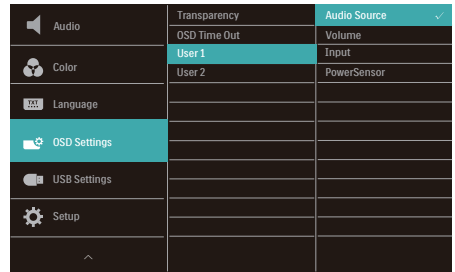 Audio
Color
Language
OSD Settings
USB Settings
Setup
Transparency
OSD Time Out
User 1
User 2
Audio Source
Volume
Input
PowerSensor